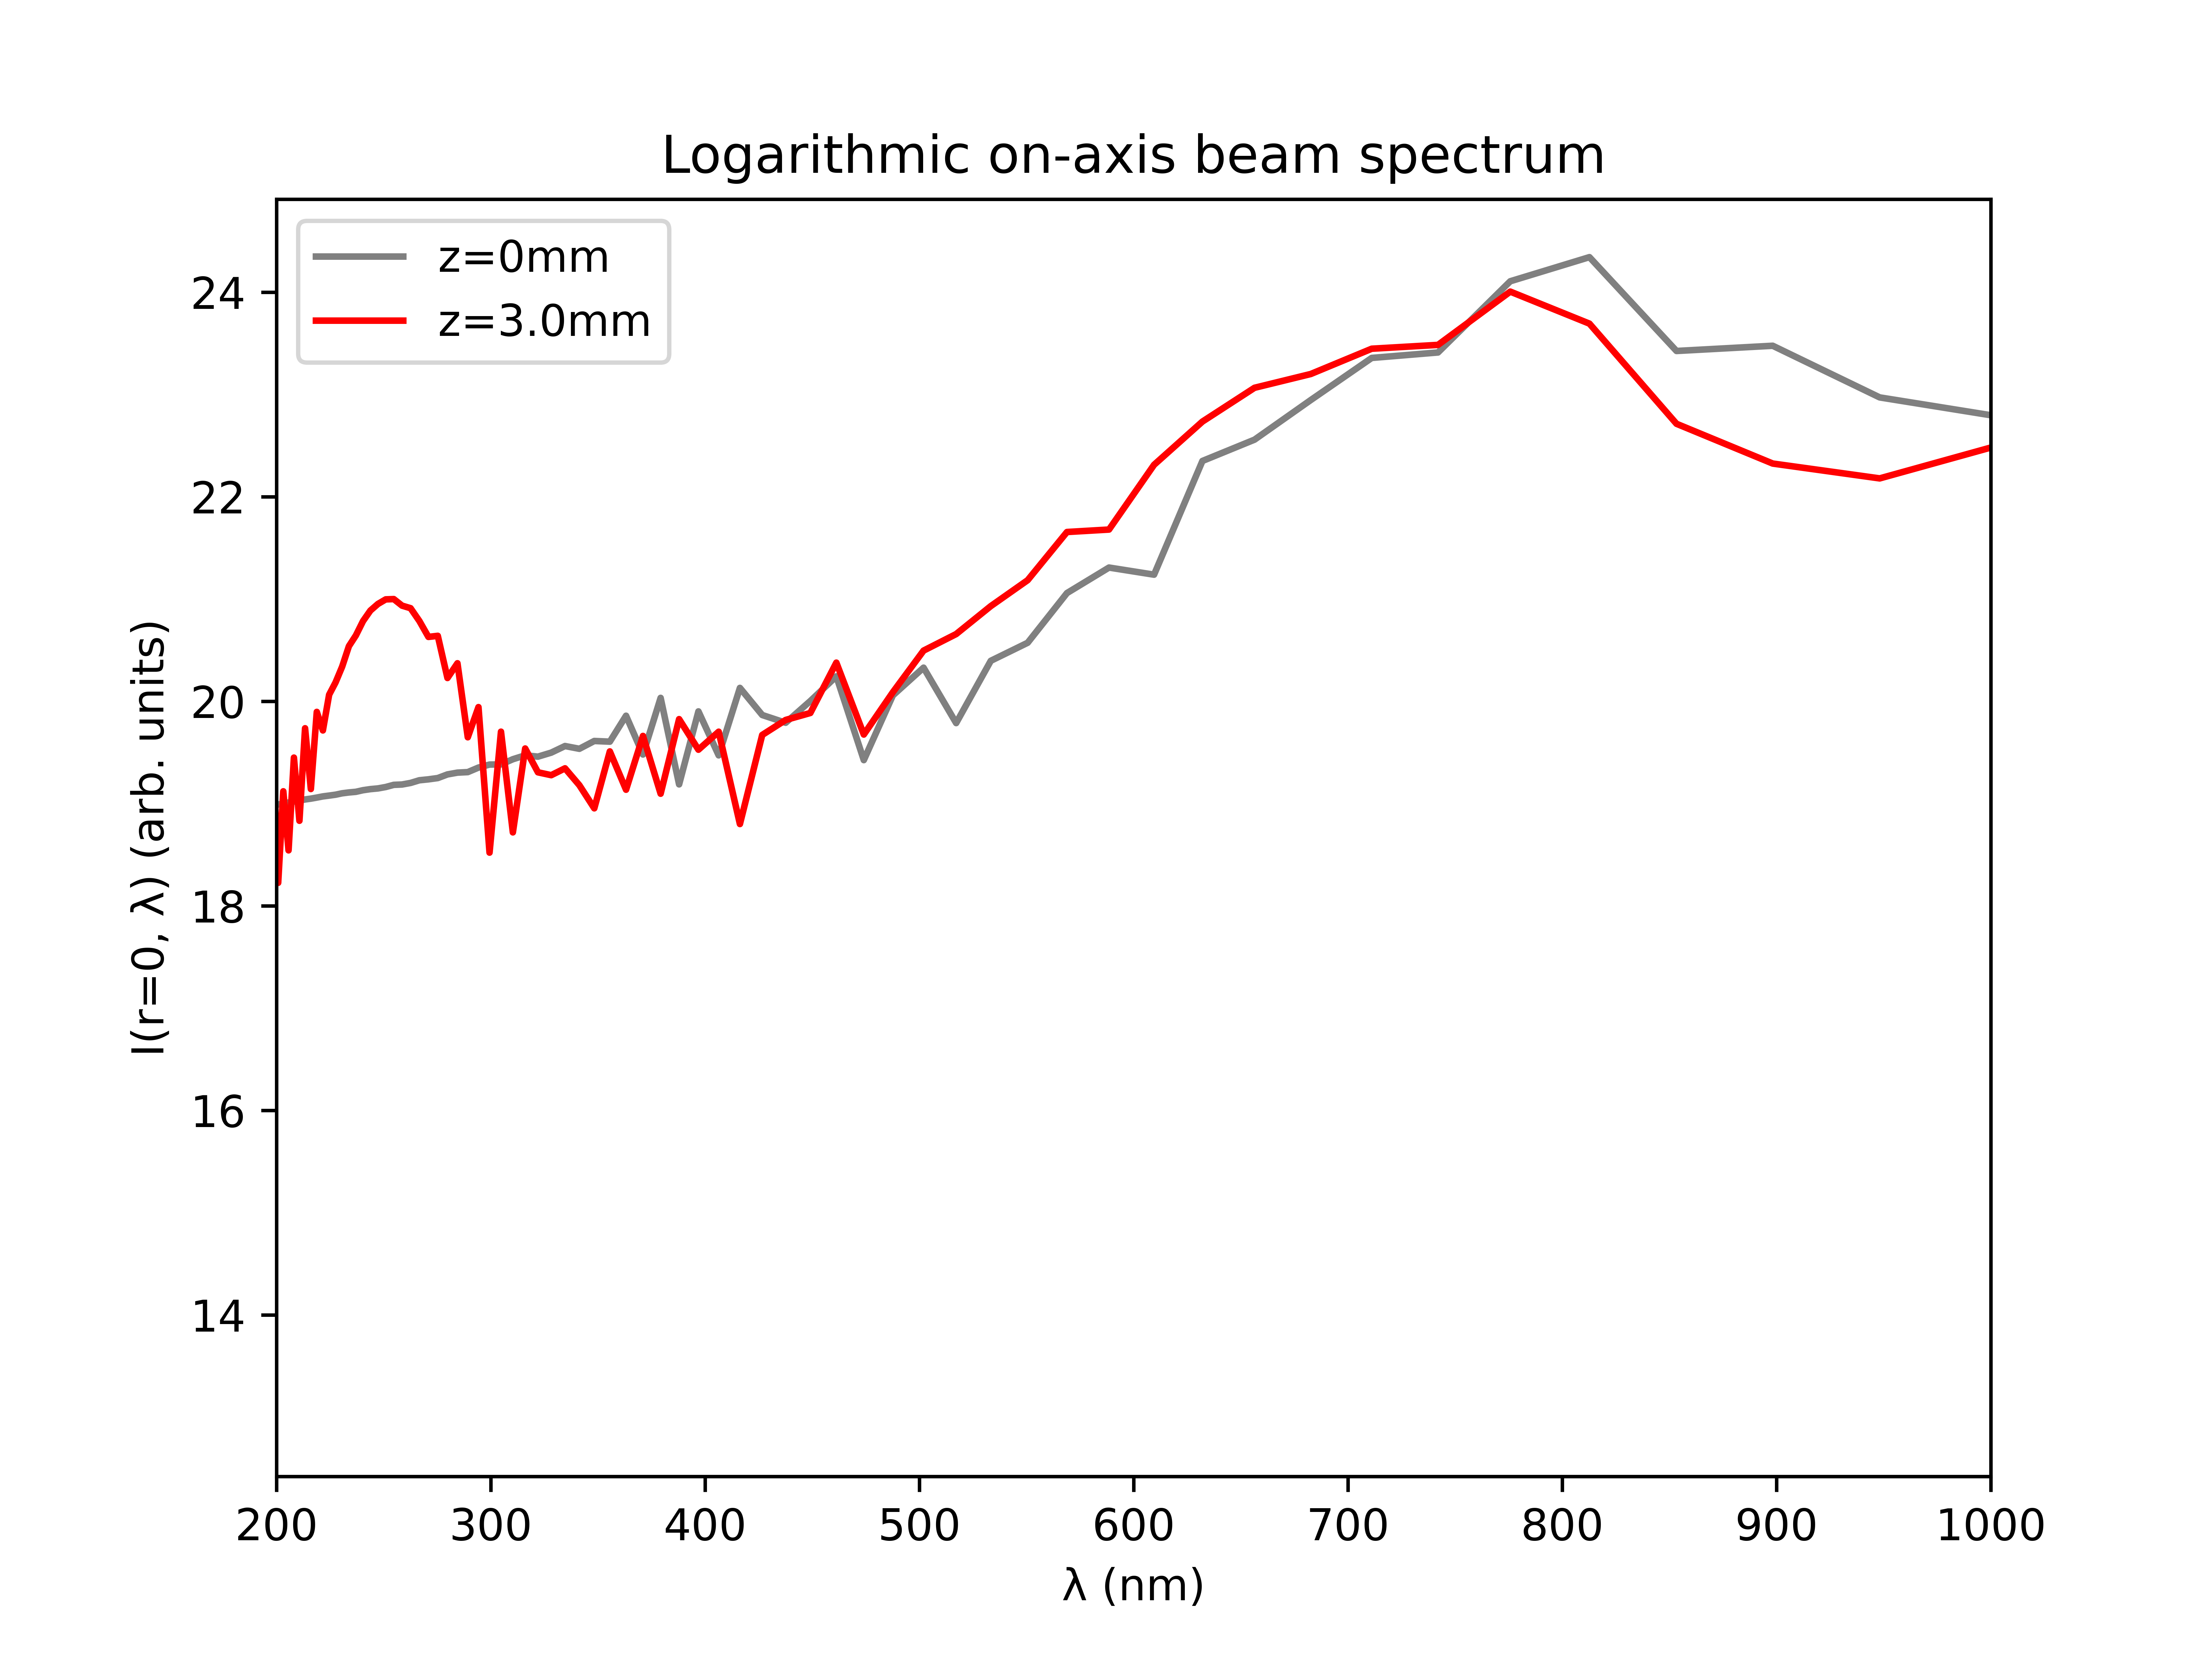 Logarithmic on-axis beam spectrum
z=0mm
z=3.0mm
I(r=0, λ) (arb. units)
24
22
20
18
16
14
200 300 400 500 600 700 800 900 1000
λ (nm)